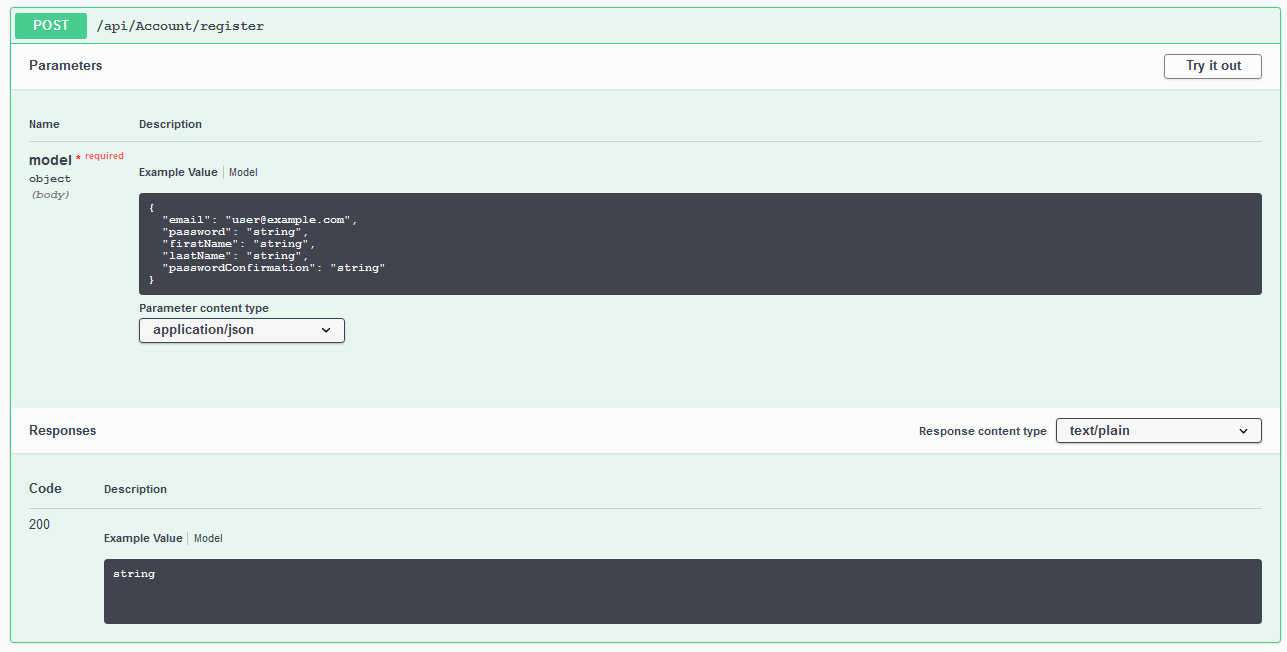 POST /api/Account/register
Parameters Try it out
Name Description
model * required
object
(body)
Example Value Model
{
  "email": "user@example.com",
  "password": "string",
  "firstName": "string",
  "lastName": "string",
  "passwordConfirmation": "string"
}
Parameter content type
application/json
Responses Response content type text/plain
Code Description
200
Example Value Model
string